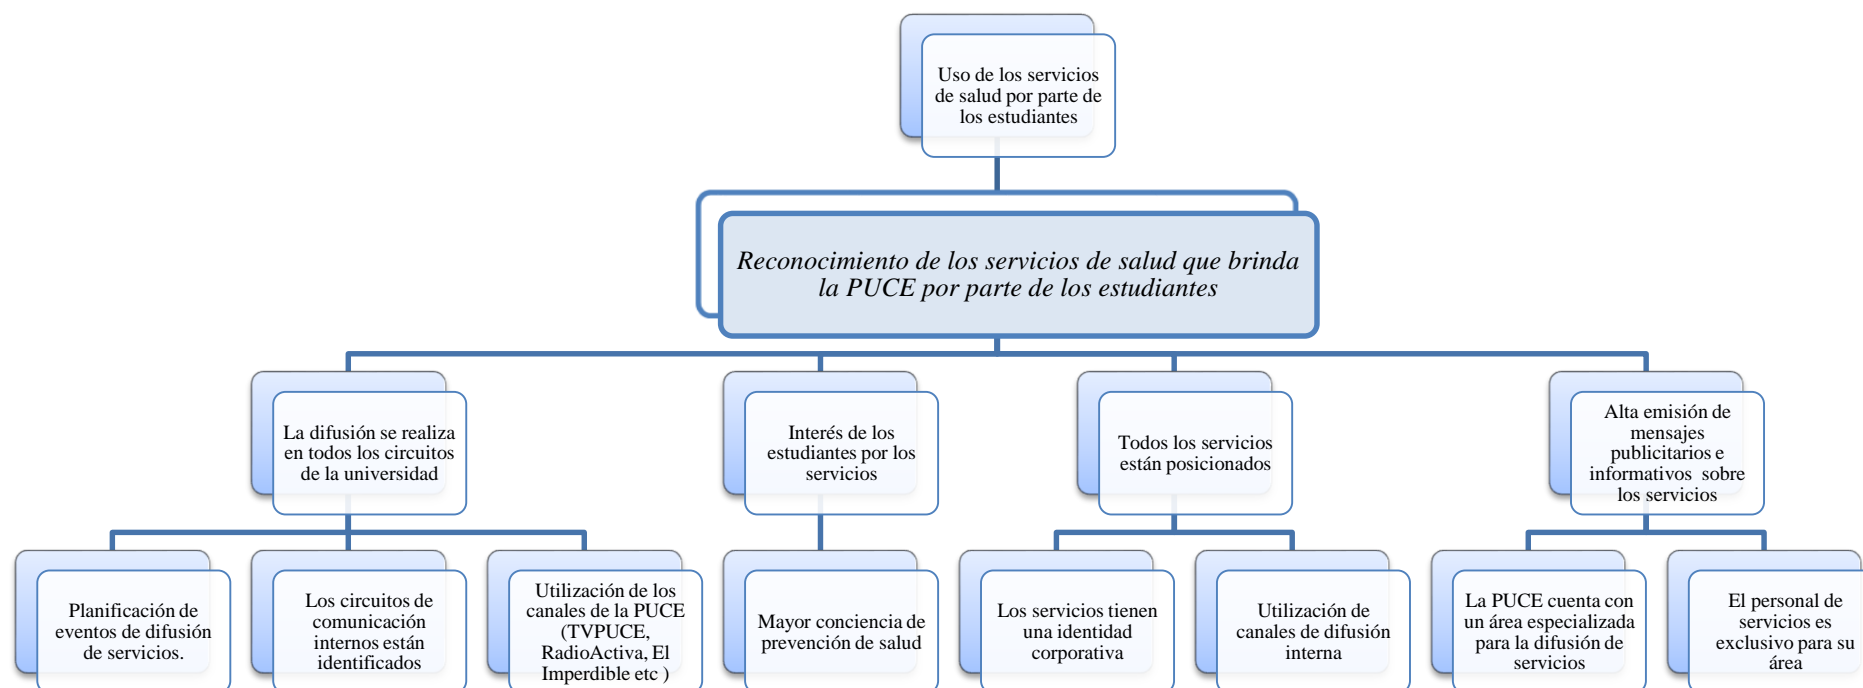 Uso de los servicios
de salud por parte de
los estudiantes
Reconocimiento de los servicios de salud que brinda
la PUCE por parte de los estudiantes
La difusión se realiza
en todos los circuitos
de la universidad
Interés de los
estudiantes por los
servicios
Todos los servicios
están posicionados
Alta emisión de
mensajes
publicitarios e
informativos sobre
los servicios
Planificación de
eventos de difusión
de servicios.
Los circuitos de
comunicación
internos están
identificados
Utilización de los
canales de la PUCE
(TVPUCE,
RadioActiva, El
Imperdible etc )
Mayor conciencia de
prevención de salud
Los servicios tienen
una identidad
corporativa
Utilización de
canales de difusión
interna
La PUCE cuenta con
un área especializada
para la difusión de
servicios
El personal de
servicios es
exclusivo para su
área